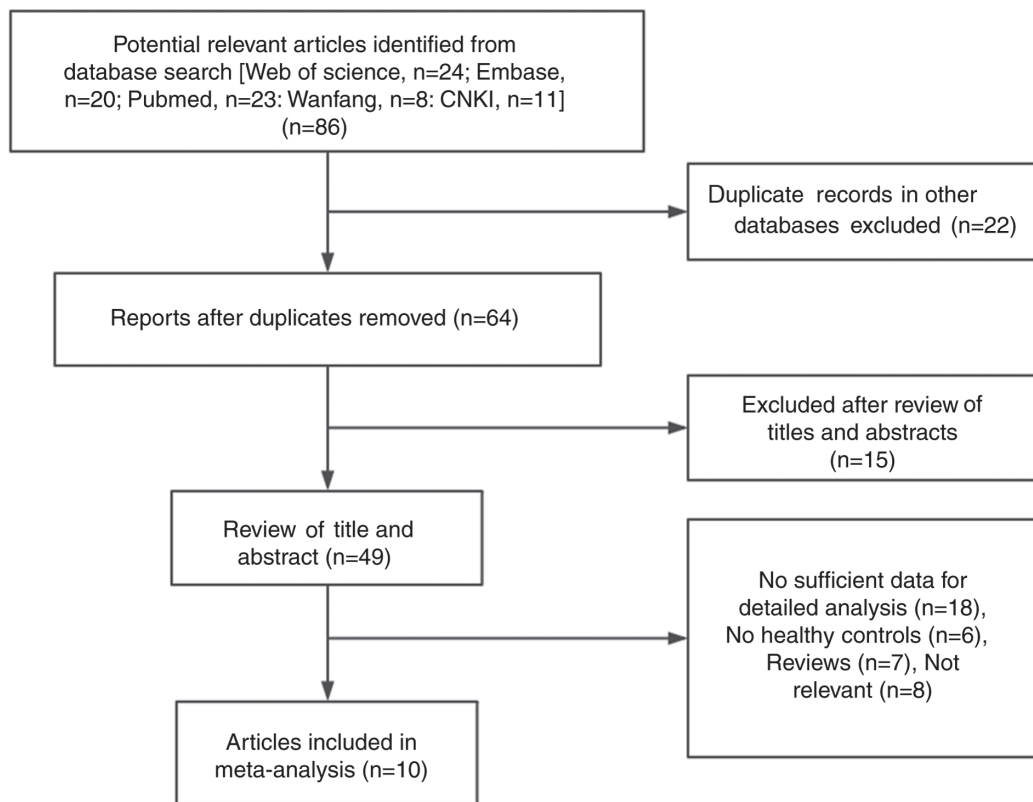 Potential relevant articles identified from
database search [Web of science, n=24; Embase,
n=20; Pubmed, n=23: Wanfang, n=8: CNKI, n=11]
(n=86)
Duplicate records in other
databases excluded (n=22)
Reports after duplicates removed (n=64)
Excluded after review of
titles and abstracts
(n=15)
Review of title and
abstract (n=49)
No sufficient data for
detailed analysis (n=18),
No healthy controls (n=6),
Reviews (n=7), Not
relevant (n=8)
Articles included in
meta-analysis (n=10)